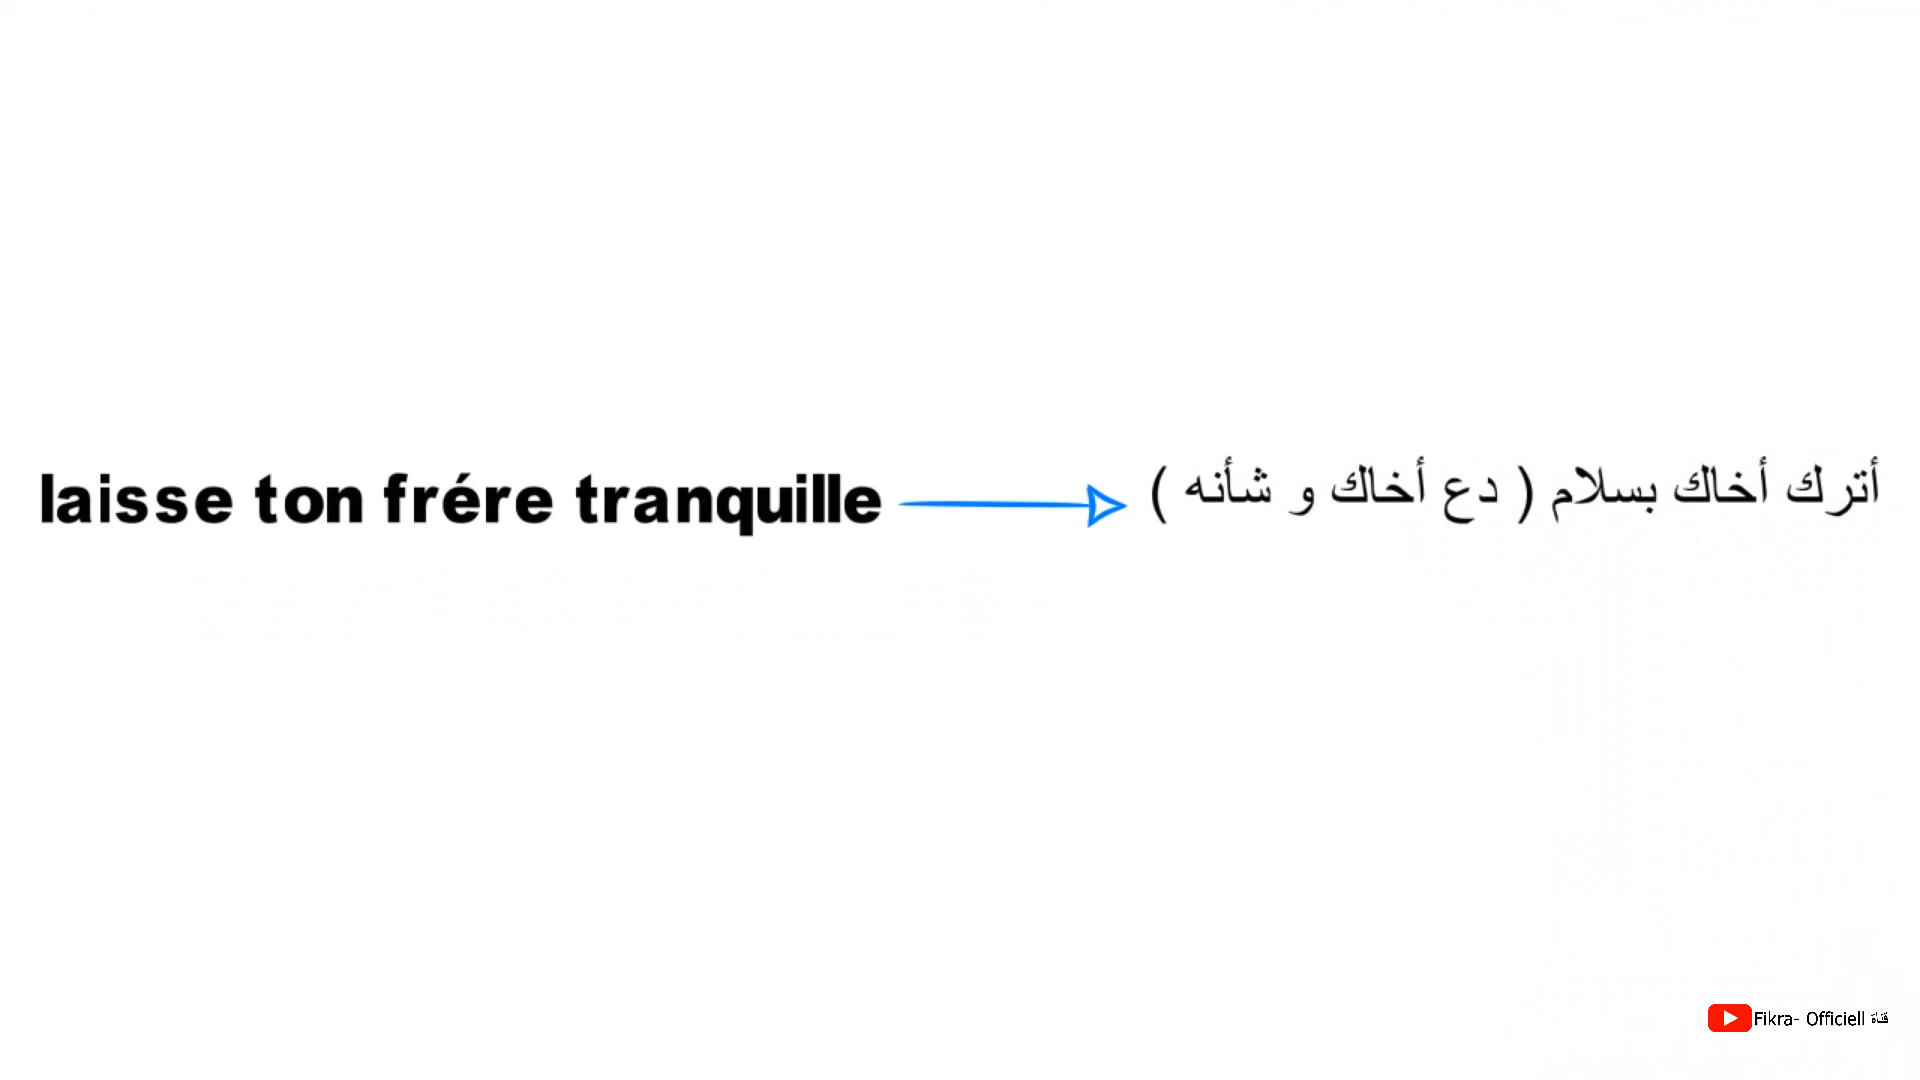 laisse ton frére tranquille
أترك أخاك بسلام ( دع أخاك و شأنه )
Fikra- Officiell قناة